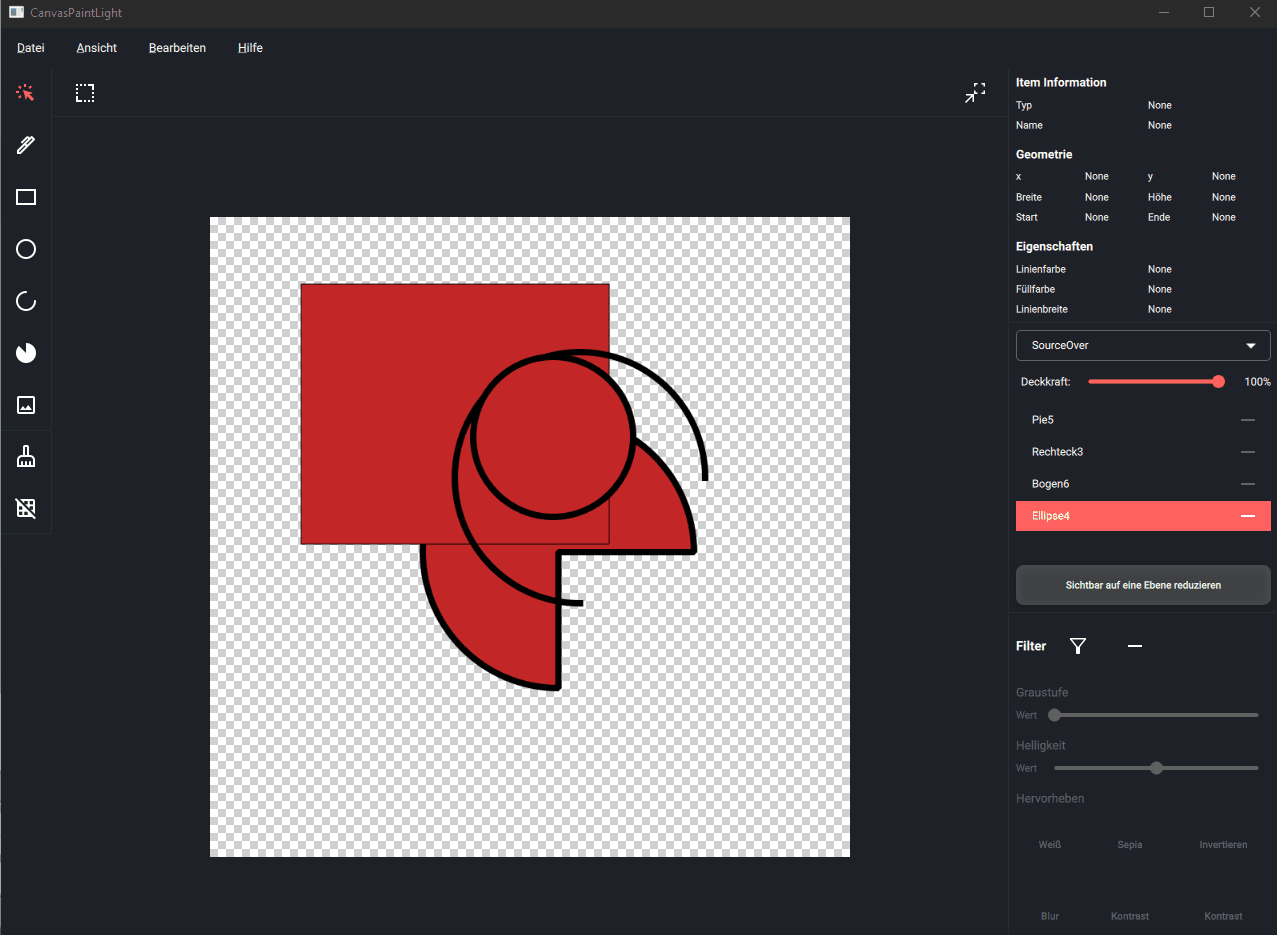 CanvasPaintLight
Datei Ansicht Bearbeiten Hilfe
Item Information
Typ None
Name None
Geometrie
x None y None
Breite None Höhe None
Start None Ende None
Eigenschaften
Linienfarbe None
Füllfarbe None
Linienbreite None
SourceOver
Deckkraft: 100%
Pie5
Rechteck3
Bogen6
Ellipse4
Sichtbar auf eine Ebene reduzieren
Filter
Graustufe
Wert
Helligkeit
Wert
Hervorheben
Weiß Sepia Invertieren
Blur Kontrast Kontrast